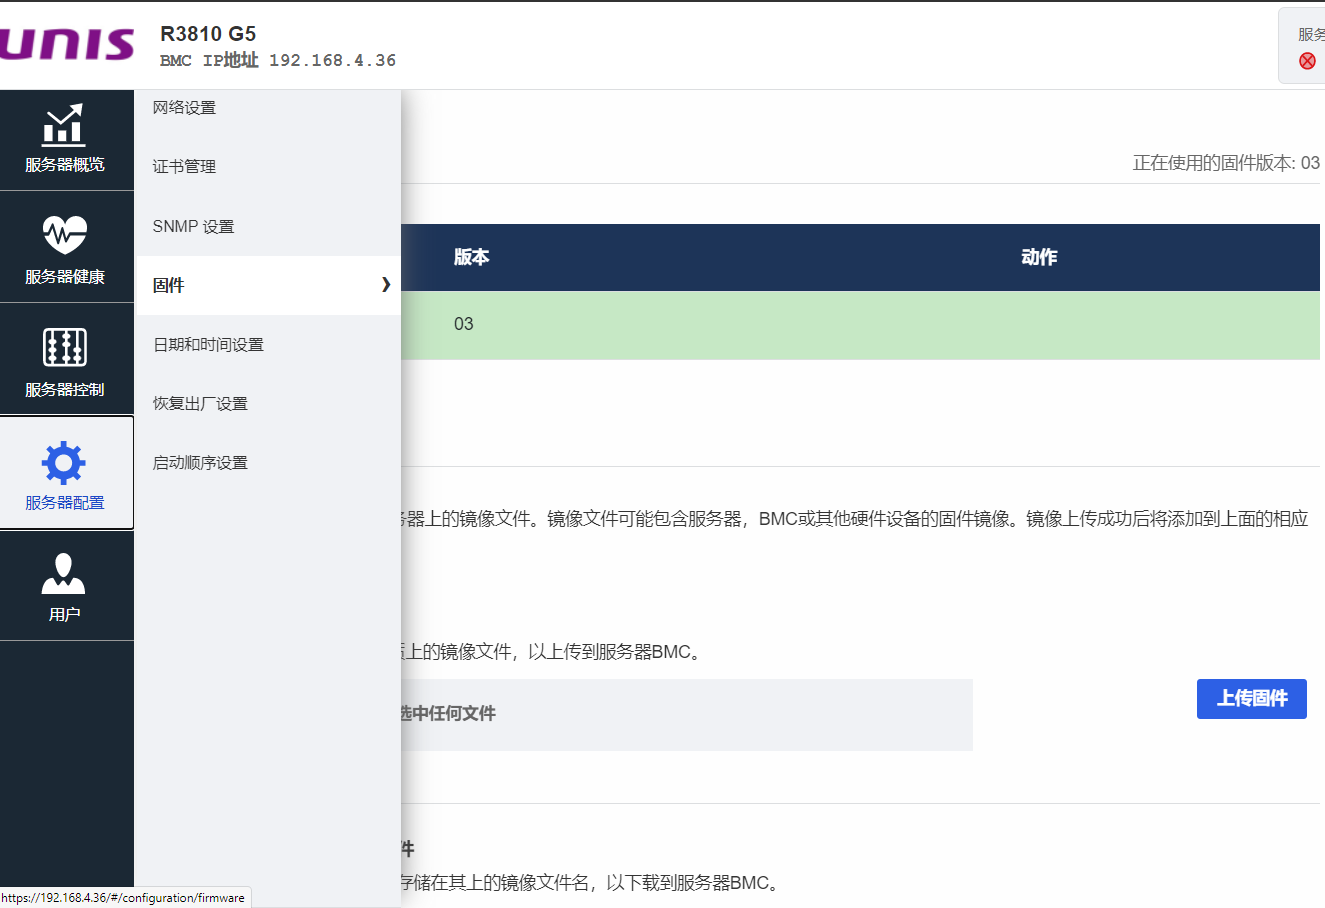 UNIS
R3810 G5
BMC IP地址 192.168.4.36
服务
服务器概览
服务器健康
服务器控制
服务器配置
用户
网络设置
证书管理
SNMP 设置
固件
日期和时间设置
恢复出厂设置
启动顺序设置
正在使用的固件版本: 03
版本 动作
03
器上的镜像文件。镜像文件可能包含服务器，BMC或其他硬件设备的固件镜像。镜像上传成功后将添加到上面的相应
上的镜像文件，以上传到服务器BMC。
选中任何文件
上传固件
件
存储在其上的镜像文件名，以下载到服务器BMC。
https://192.168.4.36/#/configuration/firmware